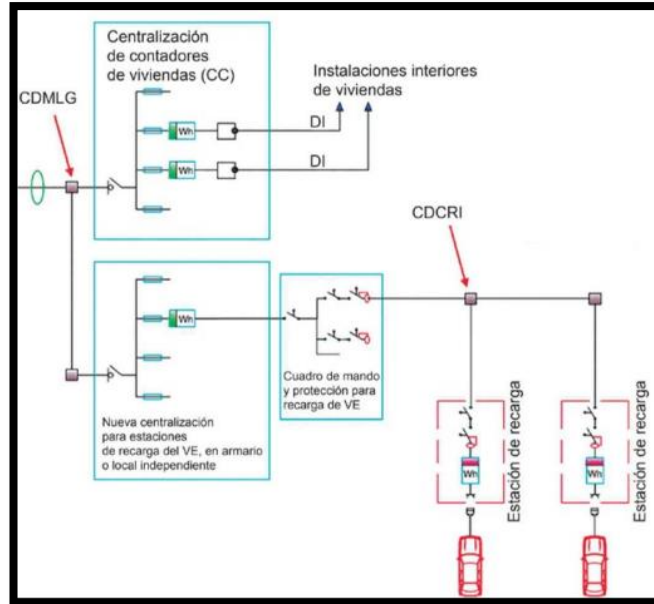 Centralización
de contadores
de viviendas (CC)
Instalaciones interiores
de viviendas
CDMLG
Wh
DI
Wh
DI
CDCRI
Wh
Cuadro de mando
y protección para
recarga de VE
Nueva centralización
para estaciones
de recarga del VE, en armario
o local independiente
Wh
Estación de recarga
Wh
Estación de recarga